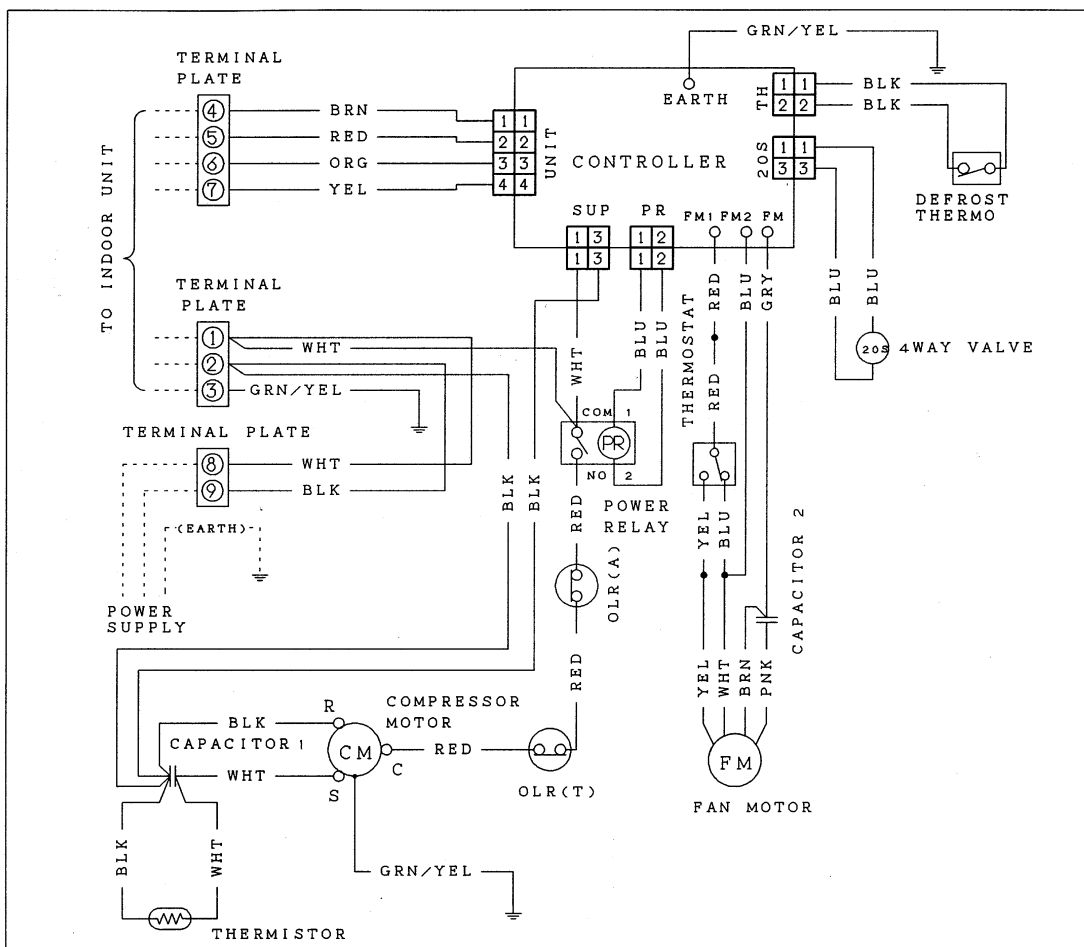 GRN/YEL
TERMINAL
PLATE
EARTH
TH
1 1
2 2
BLK
BLK
4
BRN
5
RED
6
ORG
7
YEL
1 1
2 2
3 3
4 4
UNIT
CONTROLLER
20S
1 1
3 3
DEFROST
THERMO
TO INDOOR UNIT
SUP
1 3
1 3
PR
1 2
1 2
FM1 FM2 FM
TERMINAL
PLATE
1
WHT
2
3
GRN/YEL
WHT
BLU
BLU
THERMOSTAT
RED
RED
BLU
GRY
BLU
BLU
20S 4WAY VALVE
TERMINAL PLATE
8
WHT
9
BLK
(EARTH)
POWER
SUPPLY
BLK
BLK
COM 1
PR
NO 2
POWER
RELAY
RED
OLR(A)
RED
YEL
BLU
CAPACITOR 2
YEL
WHT
BRN
PNK
FM
FAN MOTOR
R
BLK
COMPRESSOR
MOTOR
CAPACITOR 1
CM
C
RED
WHT
S
OLR(T)
BLK
WHT
GRN/YEL
THERMISTOR